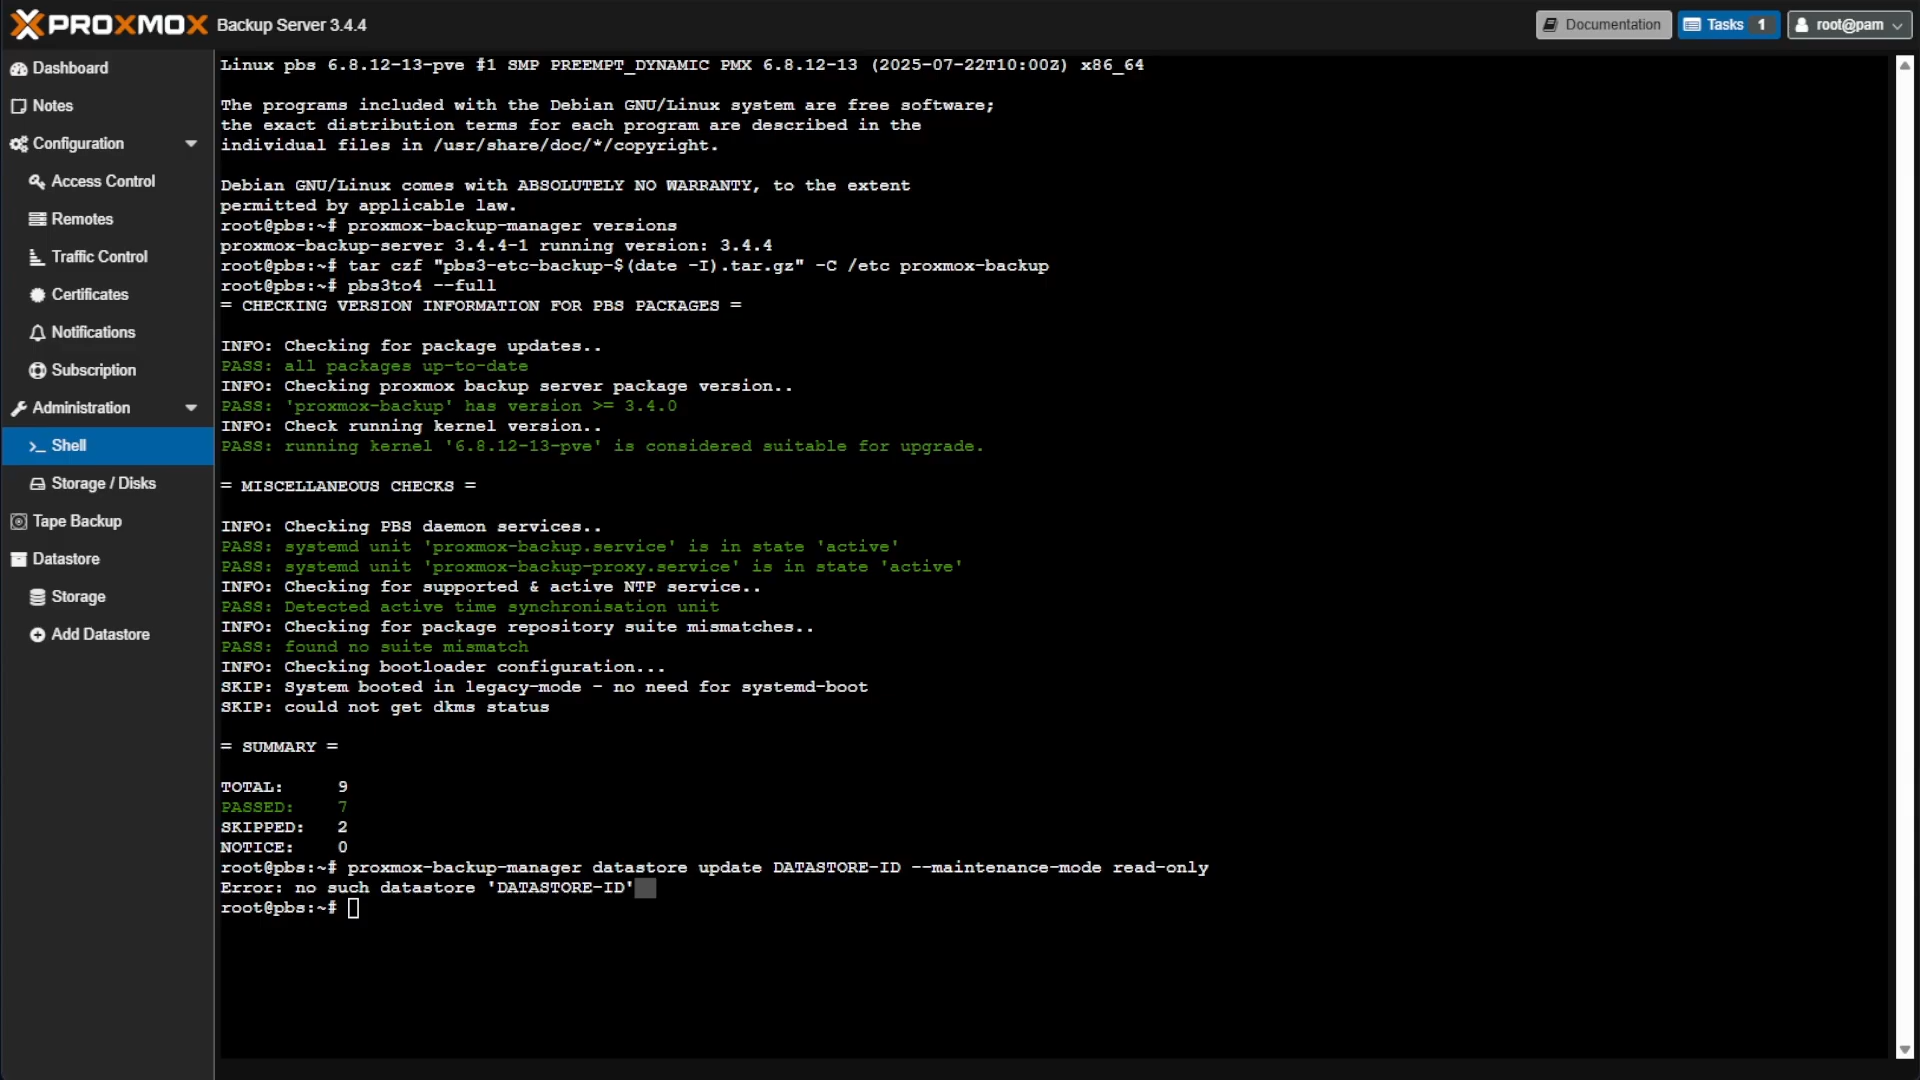 PROXMOX Backup Server 3.4.4
Documentation
Tasks 1
root@pam
Dashboard
Notes
Configuration
Access Control
Remotes
Traffic Control
Certificates
Notifications
Subscription
Administration
Shell
Storage / Disks
Tape Backup
Datastore
Storage
Add Datastore
Linux pbs 6.8.12-13-pve #1 SMP PREEMPT_DYNAMIC PMX 6.8.12-13 (2025-07-22T10:00Z) x86_64
The programs included with the Debian GNU/Linux system are free software;
the exact distribution terms for each program are described in the
individual files in /usr/share/doc/*/copyright.
Debian GNU/Linux comes with ABSOLUTELY NO WARRANTY, to the extent
permitted by applicable law.
root@pbs:~# proxmox-backup-manager versions
proxmox-backup-server 3.4.4-1 running version: 3.4.4
root@pbs:~# tar czf "pbs3-etc-backup-$(date -I).tar.gz" -C /etc proxmox-backup
root@pbs:~# pbs3to4 --full
= CHECKING VERSION INFORMATION FOR PBS PACKAGES =
INFO: Checking for package updates..
PASS: all packages up-to-date
INFO: Checking proxmox backup server package version..
PASS: 'proxmox-backup' has version >= 3.4.0
INFO: Check running kernel version..
PASS: running kernel '6.8.12-13-pve' is considered suitable for upgrade.
= MISCELLANEOUS CHECKS =
INFO: Checking PBS daemon services..
PASS: systemd unit 'proxmox-backup.service' is in state 'active'
PASS: systemd unit 'proxmox-backup-proxy.service' is in state 'active'
INFO: Checking for supported & active NTP service..
PASS: Detected active time synchronisation unit
INFO: Checking for package repository suite mismatches..
PASS: found no suite mismatch
INFO: Checking bootloader configuration...
SKIP: System booted in legacy-mode - no need for systemd-boot
SKIP: could not get dkms status
= SUMMARY =
TOTAL: 9
PASSED: 7
SKIPPED: 2
NOTICE: 0
root@pbs:~# proxmox-backup-manager datastore update DATASTORE-ID --maintenance-mode read-only
Error: no such datastore 'DATASTORE-ID'
root@pbs:~#